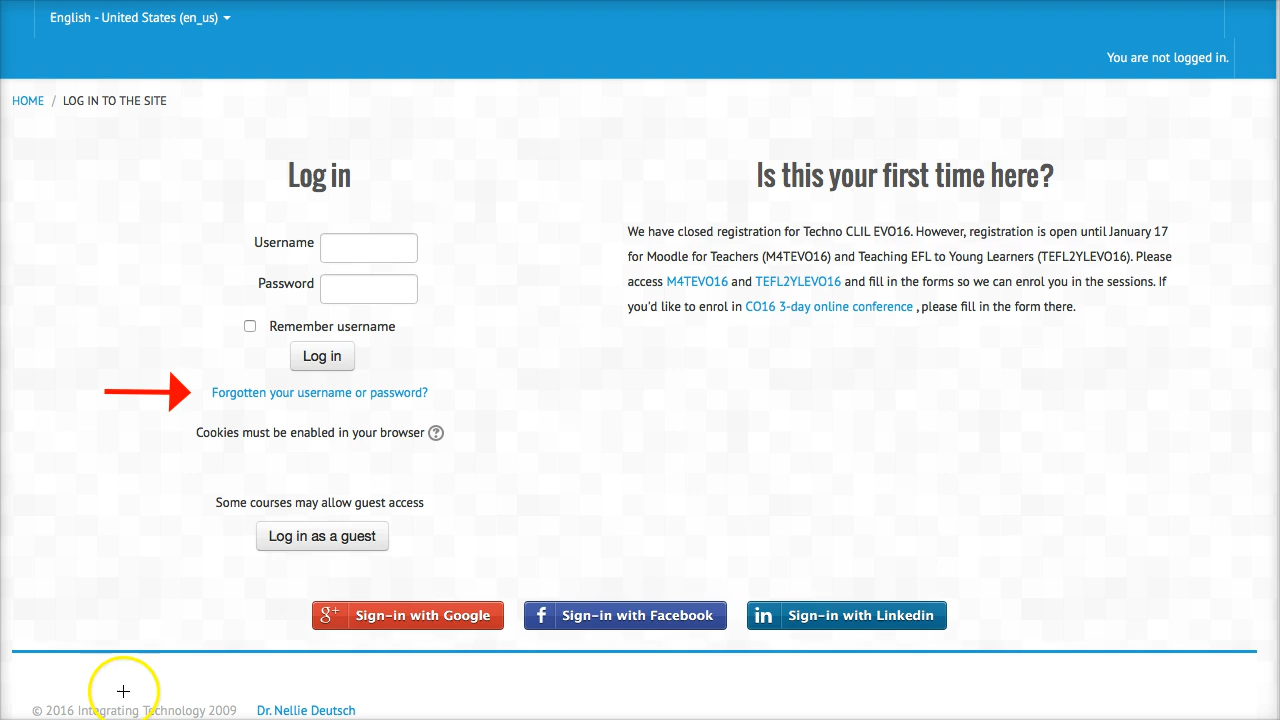 English - United States (en_us)
You are not logged in.
HOME / LOG IN TO THE SITE
Log in
Username
Password
Remember username
Log in
Forgotten your username or password?
Cookies must be enabled in your browser ?
Some courses may allow guest access
Log in as a guest
Is this your first time here?
We have closed registration for Techno CLIL EVO16. However, registration is open until January 17
for Moodle for Teachers (M4TEVO16) and Teaching EFL to Young Learners (TEFL2YLEVO16). Please
access M4TEVO16 and TEFL2YLEVO16 and fill in the forms so we can enrol you in the sessions. If
you'd like to enrol in CO16 3-day online conference , please fill in the form there.
g+ Sign-in with Google
f Sign-in with Facebook
in Sign-in with Linkedin
© 2016 Integrating Technology 2009 Dr. Nellie Deutsch